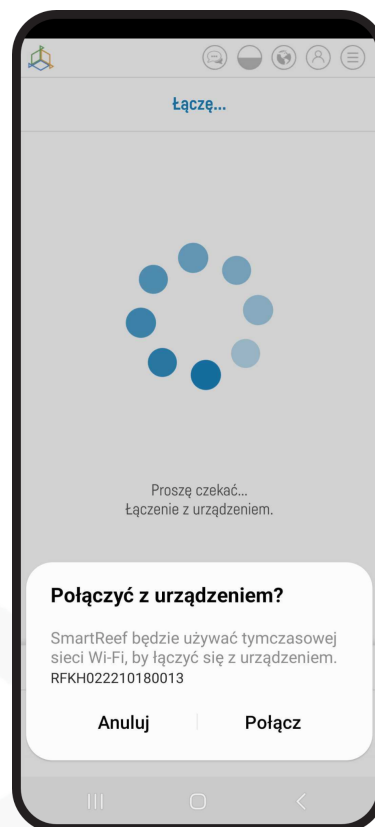 Łączę...
Proszę czekać...
Łączenie z urządzeniem.
Połączyć z urządzeniem?
SmartReef będzie używać tymczasowej
sieci Wi-Fi, by łączyć się z urządzeniem.
RFKH022210180013
Anuluj Połącz